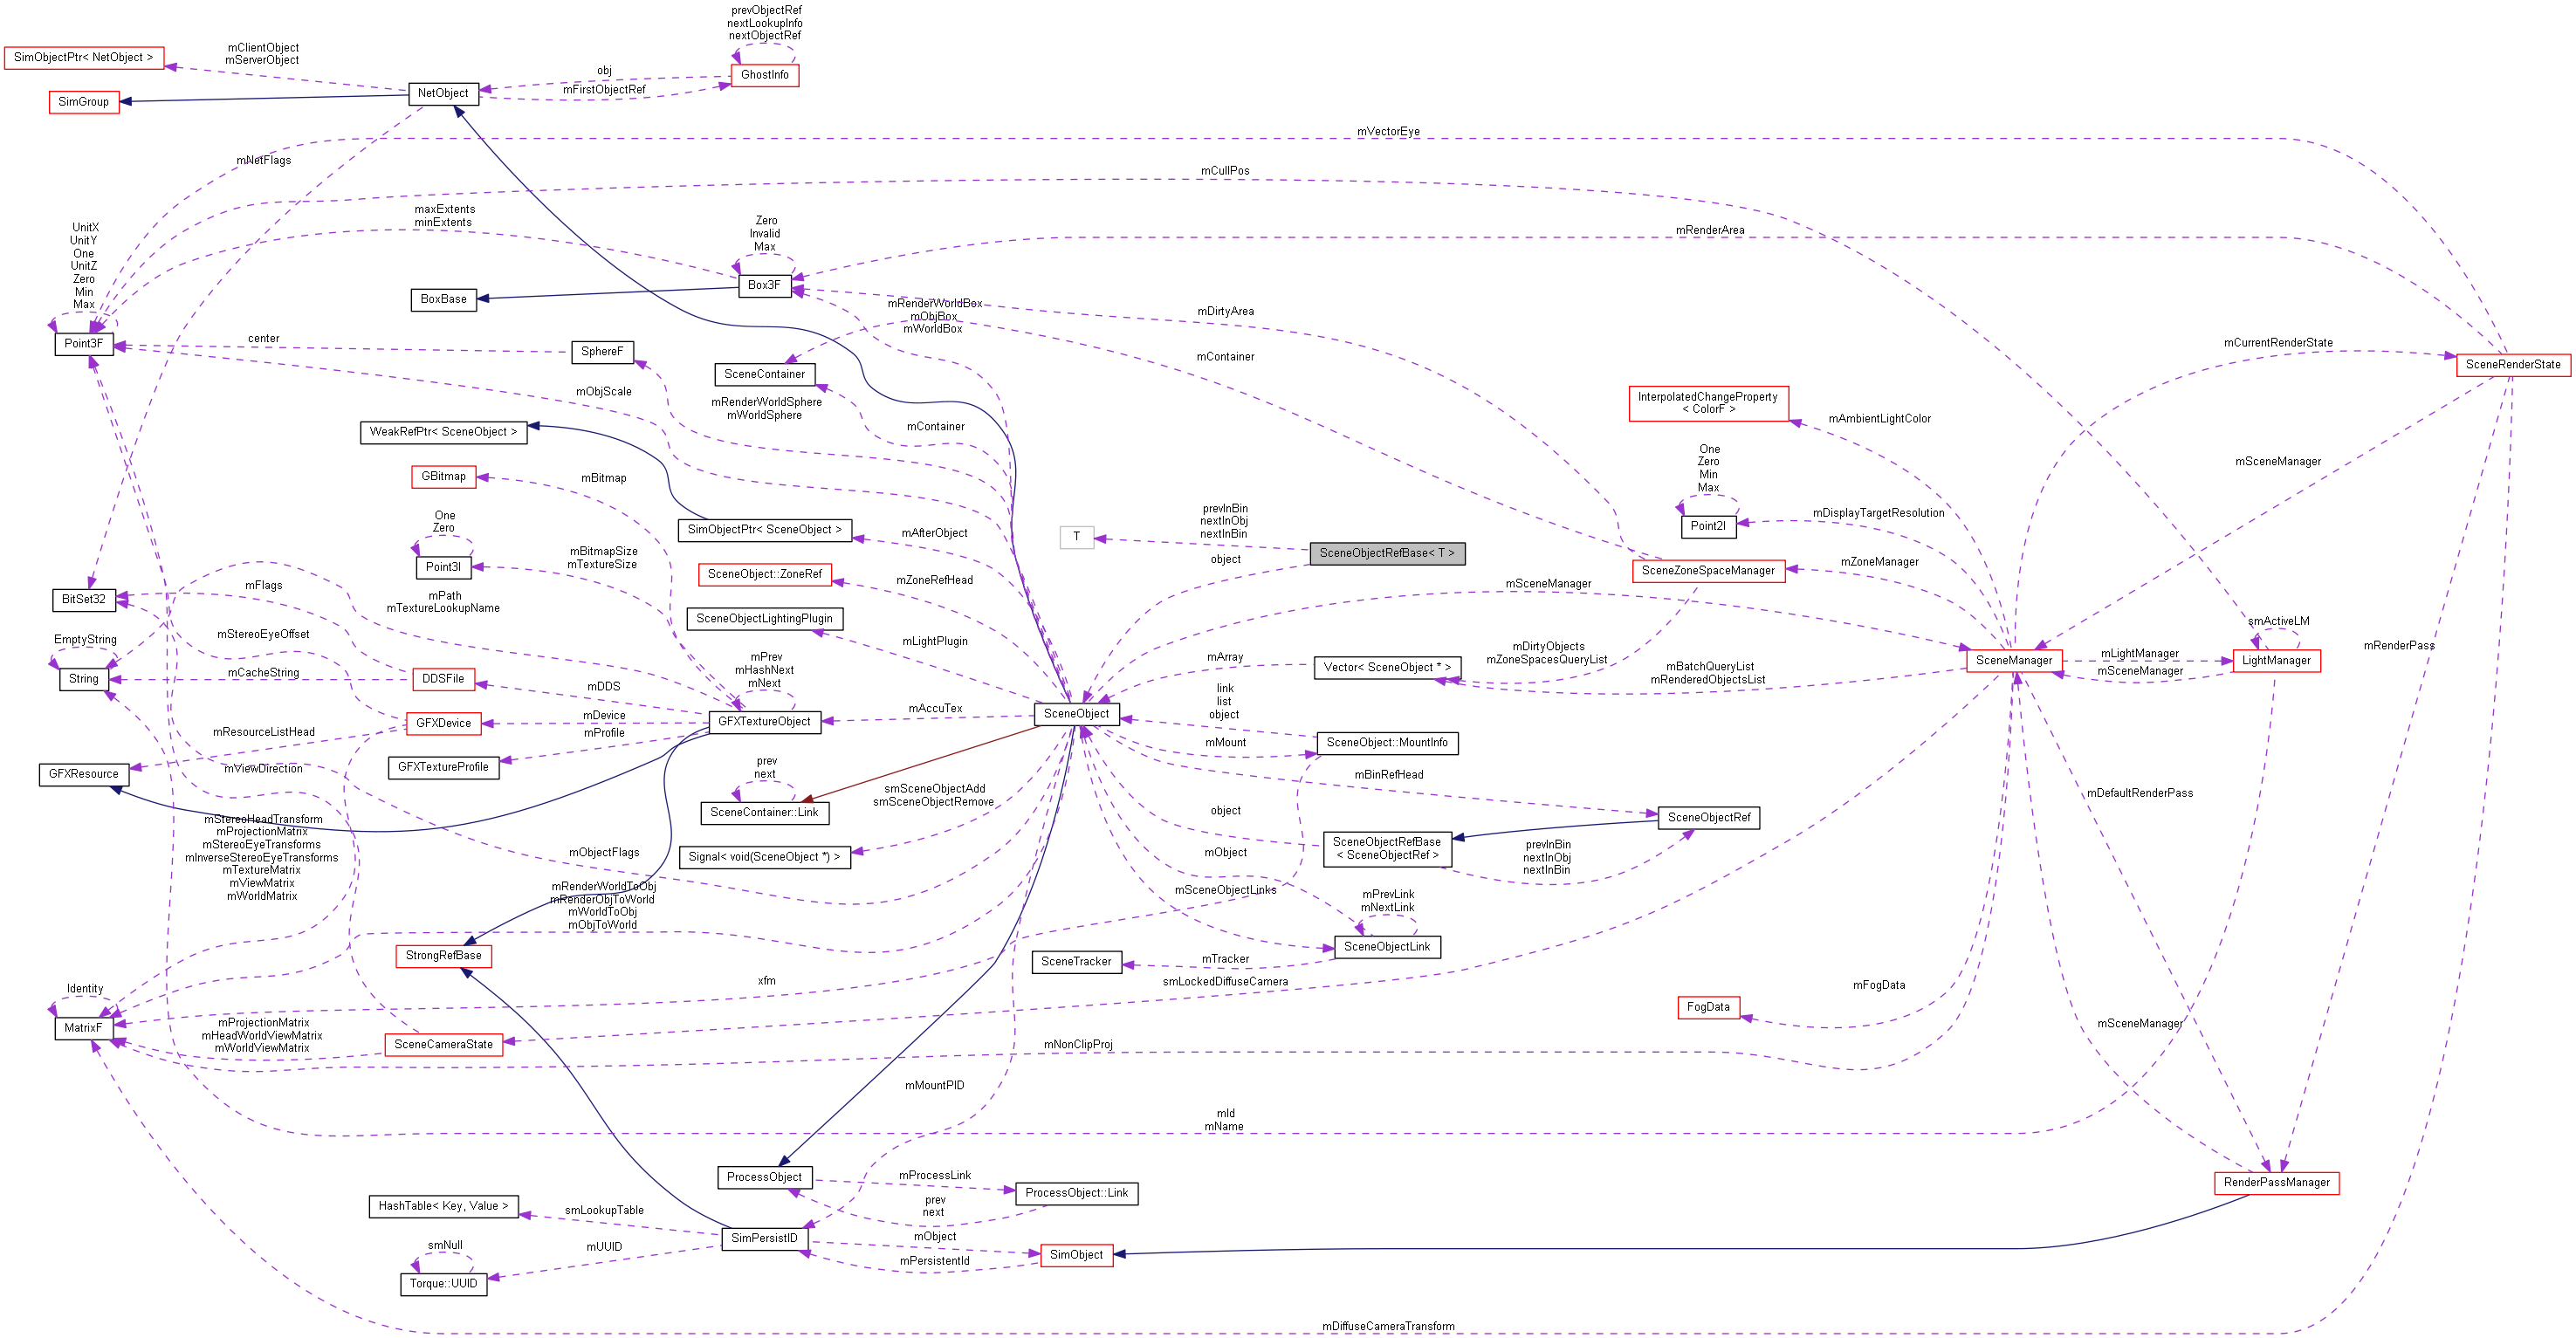 prevObjectRef
nextLookupInfo
nextObjectRef
mClientObject
mServerObject
SimObjectPtr< NetObject >
obj
GhostInfo
NetObject
mFirstObjectRef
SimGroup
mVectorEye
mNetFlags
mCullPos
maxExtents
minExtents
Zero
Invalid
Max
mRenderArea
UnitX
UnitY
One
UnitZ
Zero
Min
Max
BoxBase
Box3F
mRenderWorldBox
mObjBox
mWorldBox
mDirtyArea
Point3F
center
SphereF
mContainer
mCurrentRenderState
SceneRenderState
SceneContainer
mObjScale
mRenderWorldSphere
mWorldSphere
InterpolatedChangeProperty
< ColorF >
mAmbientLightColor
WeakRefPtr< SceneObject >
mContainer
mSceneManager
GBitmap
mBitmap
One
Zero
Min
Max
SimObjectPtr< SceneObject >
mAfterObject
prevInBin
nextInObj
nextInBin
T
mDisplayTargetResolution
Point2I
One
Zero
mBitmapSize
mTextureSize
Point3I
SceneObjectRefBase< T >
object
mZoneManager
SceneZoneSpaceManager
SceneObject::ZoneRef
mZoneRefHead
mSceneManager
mFlags
BitSet32
mPath
mTextureLookupName
SceneObjectLightingPlugin
mLightPlugin
smActiveLM
mRenderPass
mStereoEyeOffset
EmptyString
String
mCacheString
DDSFile
mDDS
mPrev
mHashNext
mNext
mArray
Vector< SceneObject * >
mDirtyObjects
mZoneSpacesQueryList
mBatchQueryList
mRenderedObjectsList
SceneManager
mLightManager
mSceneManager
LightManager
link
list
object
GFXDevice
mDevice
mProfile
GFXTextureObject
mAccuTex
SceneObject
mMount
SceneObject::MountInfo
mResourceListHead
GFXResource
mViewDirection
GFXTextureProfile
prev
next
mBinRefHead
smSceneObjectAdd
smSceneObjectRemove
SceneContainer::Link
mDefaultRenderPass
object
SceneObjectRef
mStereoHeadTransform
mProjectionMatrix
mStereoEyeTransforms
mInverseStereoEyeTransforms
mTextureMatrix
mViewMatrix
mWorldMatrix
mObjectFlags
Signal< void(SceneObject *) >
mObject
SceneObjectRefBase
< SceneObjectRef >
prevInBin
nextInObj
nextInBin
mRenderWorldToObj
mRenderObjToWorld
mWorldToObj
mObjToWorld
mSceneObjectLinks
mPrevLink
mNextLink
StrongRefBase
SceneTracker
mTracker
SceneObjectLink
Identity
xfm
smLockedDiffuseCamera
mFogData
FogData
MatrixF
mProjectionMatrix
mHeadWorldViewMatrix
mWorldViewMatrix
SceneCameraState
mNonClipProj
mSceneManager
mMountPID
mId
mName
ProcessObject
mProcessLink
ProcessObject::Link
prev
next
RenderPassManager
HashTable< Key, Value >
smLookupTable
SimPersistID
mObject
mPersistentId
SimObject
smNull
mUUID
Torque::UUID
mDiffuseCameraTransform